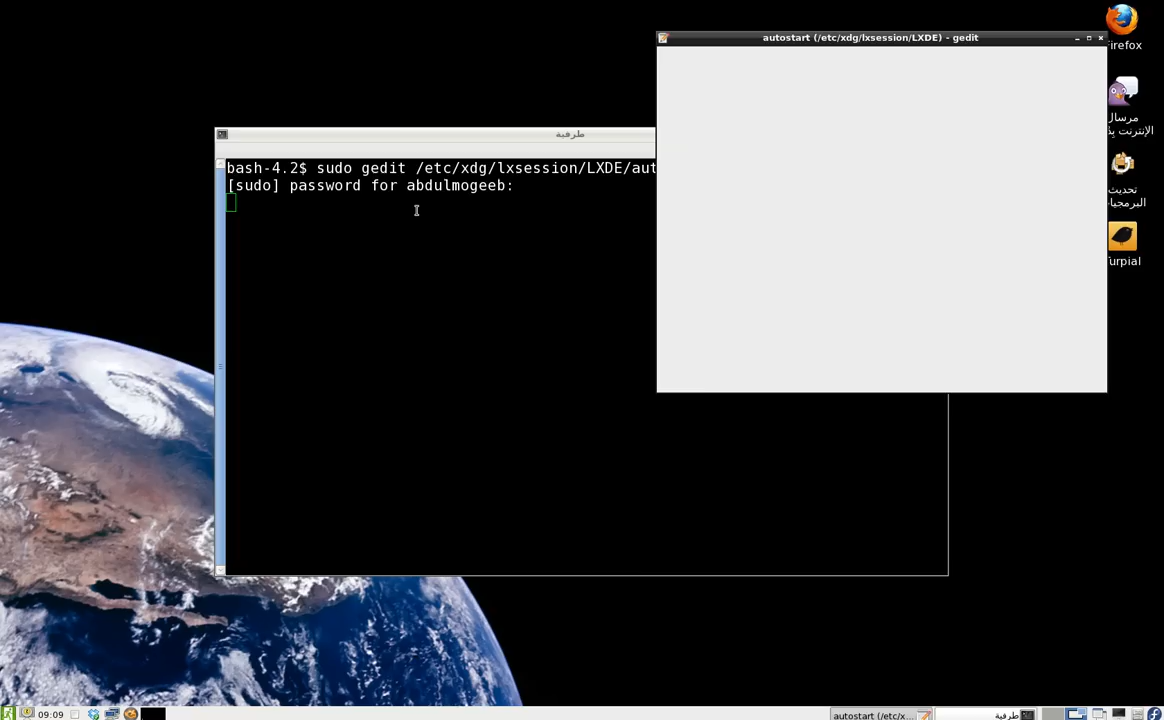 autostart (/etc/xdg/lxsession/LXDE) - gedit
طرفية
bash-4.2$ sudo gedit /etc/xdg/lxsession/LXDE/aut
[sudo] password for abdulmogeeb:
Firefox
مرسال
الإنترنت
تحديث
البرمجيات
Turpial
09:09
autostart (/etc/x...
طرفية